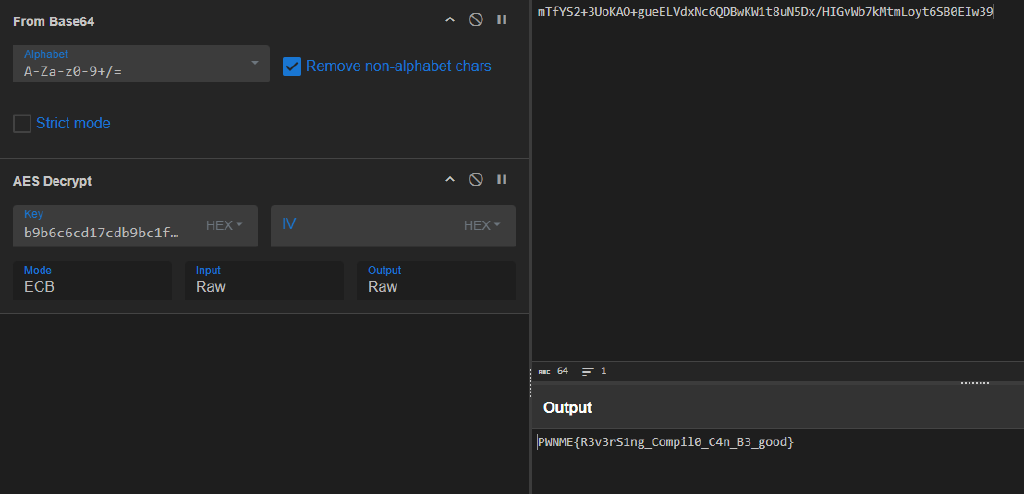 From Base64
Alphabet
A-Za-z0-9+/=
Remove non-alphabet chars
Strict mode
AES Decrypt
Key
b9b6c6cd17cdb9bc1f…
HEX
IV
HEX
Mode
ECB
Input
Raw
Output
Raw
mTfYS2+3UoKAO+gueELVdxNc6QDBwKW1t8uN5Dx/HIGvWb7kMtmLoyt6SB0EIw39
ABC 64
1
Output
PWNME{R3v3rS1ng_Compil0_C4n_B3_good}